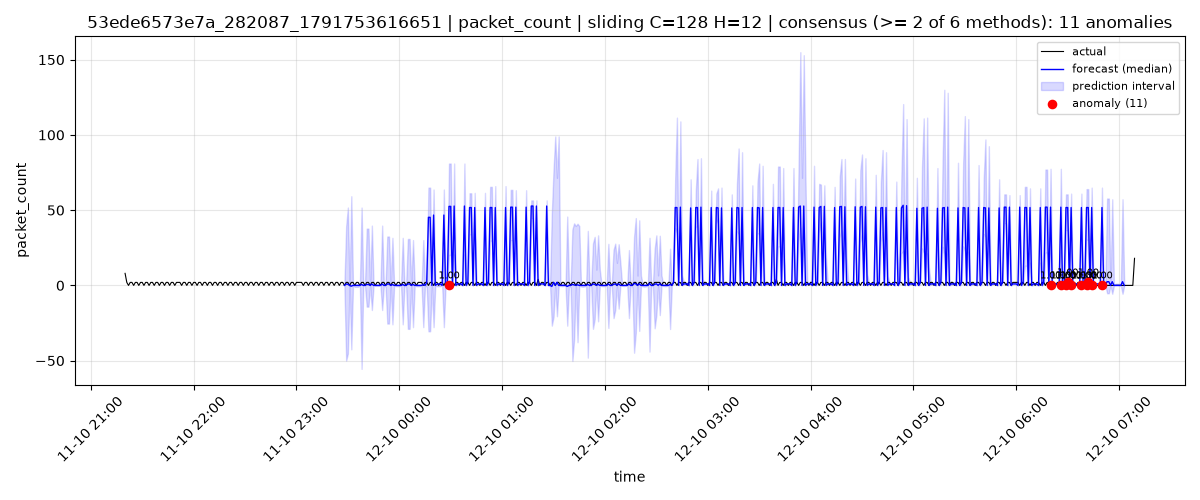 53ede6573e7a_282087_1791753616651 | packet_count | sliding C=128 H=12 | consensus (>= 2 of 6 methods): 11 anomalies
actual
forecast (median)
prediction interval
anomaly (11)
packet_count
150
100
50
0
−50
1.00
11-10 21:00
11-10 22:00
11-10 23:00
12-10 00:00
12-10 01:00
12-10 02:00
12-10 03:00
12-10 04:00
12-10 05:00
12-10 06:00
12-10 07:00
time